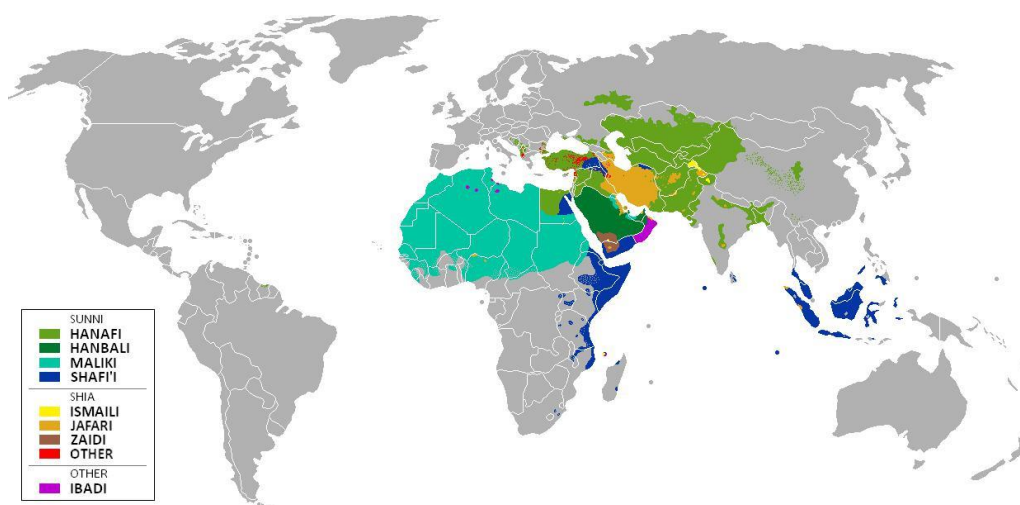 SUNNI
HANAFI
HANBALI
MALIKI
SHAFI'I
SHIA
ISMAILI
JAFARI
ZAIDI
OTHER
OTHER
IBADI